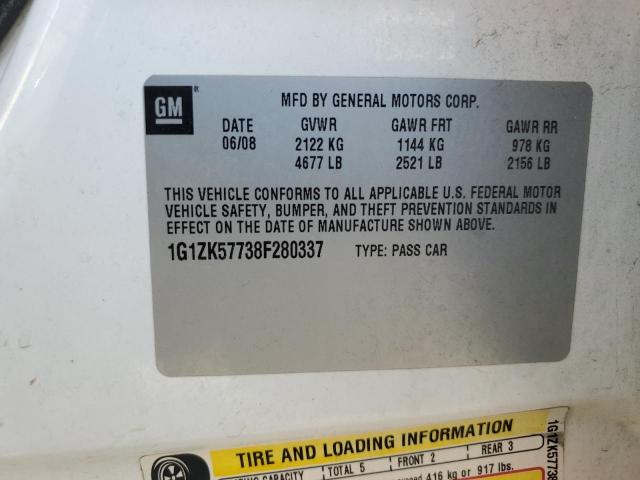 GM
MFD BY GENERAL MOTORS CORP.
DATE GVWR GAWR FRT GAWR RR
06/08 2122 KG 1144 KG 978 KG
4677 LB 2521 LB 2156 LB
THIS VEHICLE CONFORMS TO ALL APPLICABLE U.S. FEDERAL MOTOR
VEHICLE SAFETY, BUMPER, AND THEFT PREVENTION STANDARDS IN
EFFECT ON THE DATE OF MANUFACTURE SHOWN ABOVE.
1G1ZK57738F280337 TYPE: PASS CAR
TIRE AND LOADING INFORMATION
CAPACITY TOTAL 5 FRONT 2 REAR 3
416 kg or 917 lbs.
1G1ZK57738